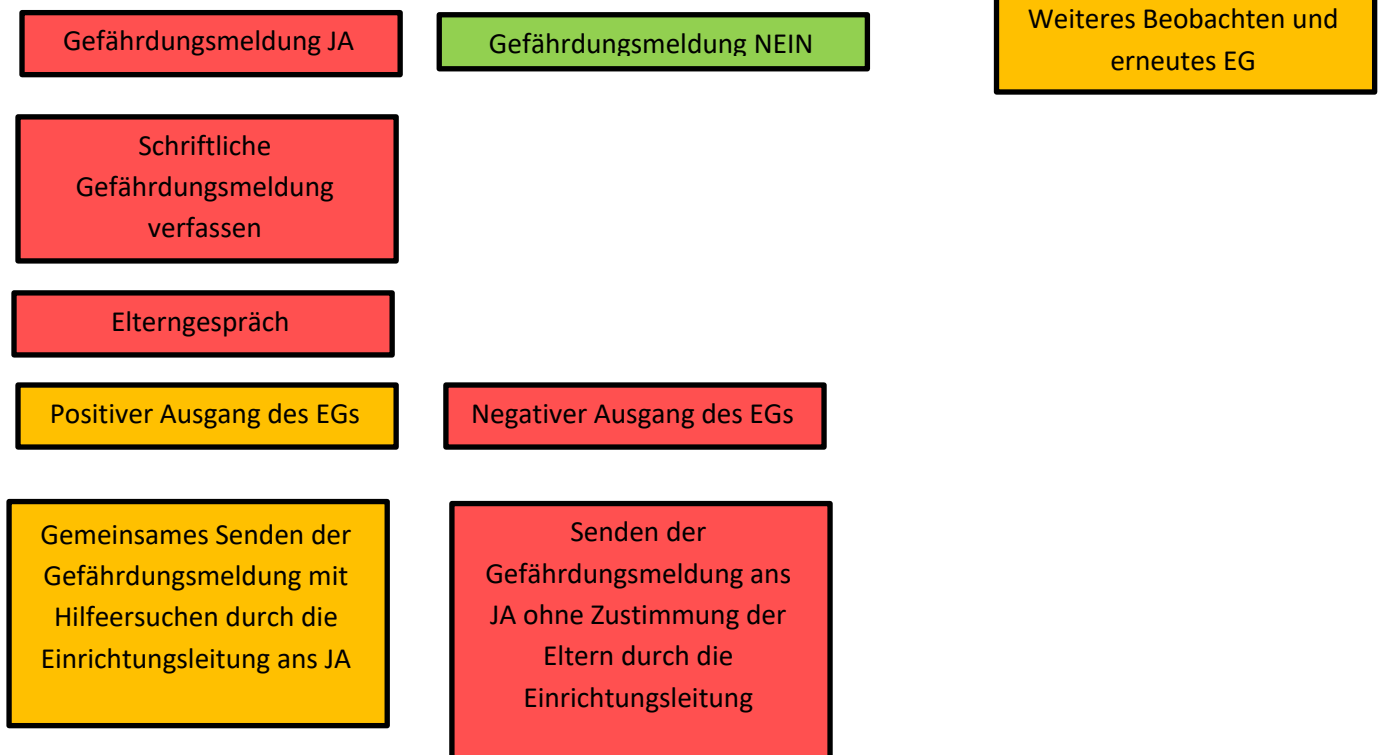 Gefährdungsmeldung JA
Gefährdungsmeldung NEIN
Weiteres Beobachten und
erneutes EG
Schriftliche
Gefährdungsmeldung
verfassen
Elterngespräch
Positiver Ausgang des EGs
Negativer Ausgang des EGs
Gemeinsames Senden der
Gefährdungsmeldung mit
Hilfeersuchen durch die
Einrichtungsleitung ans JA
Senden der
Gefährdungsmeldung ans
JA ohne Zustimmung der
Eltern durch die
Einrichtungsleitung